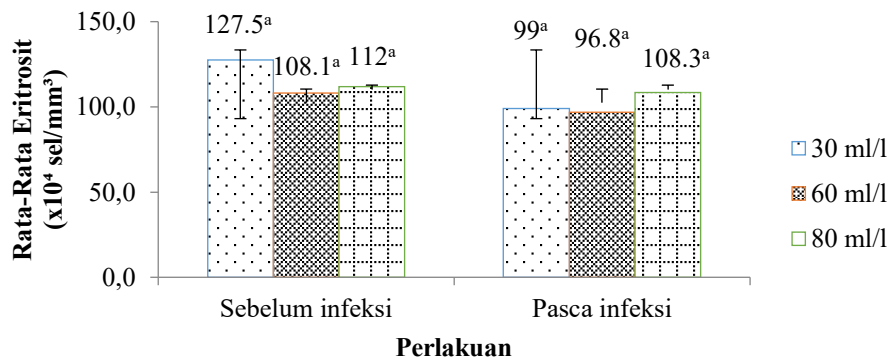 Rata-Rata Eritrosit
(x10⁴ sel/mm³)
150,0
100,0
50,0
0,0
127.5ᵃ
108.1ᵃ
112ᵃ
99ᵃ
96.8ᵃ
108.3ᵃ
Sebelum infeksi
Pasca infeksi
Perlakuan
30 ml/l
60 ml/l
80 ml/l